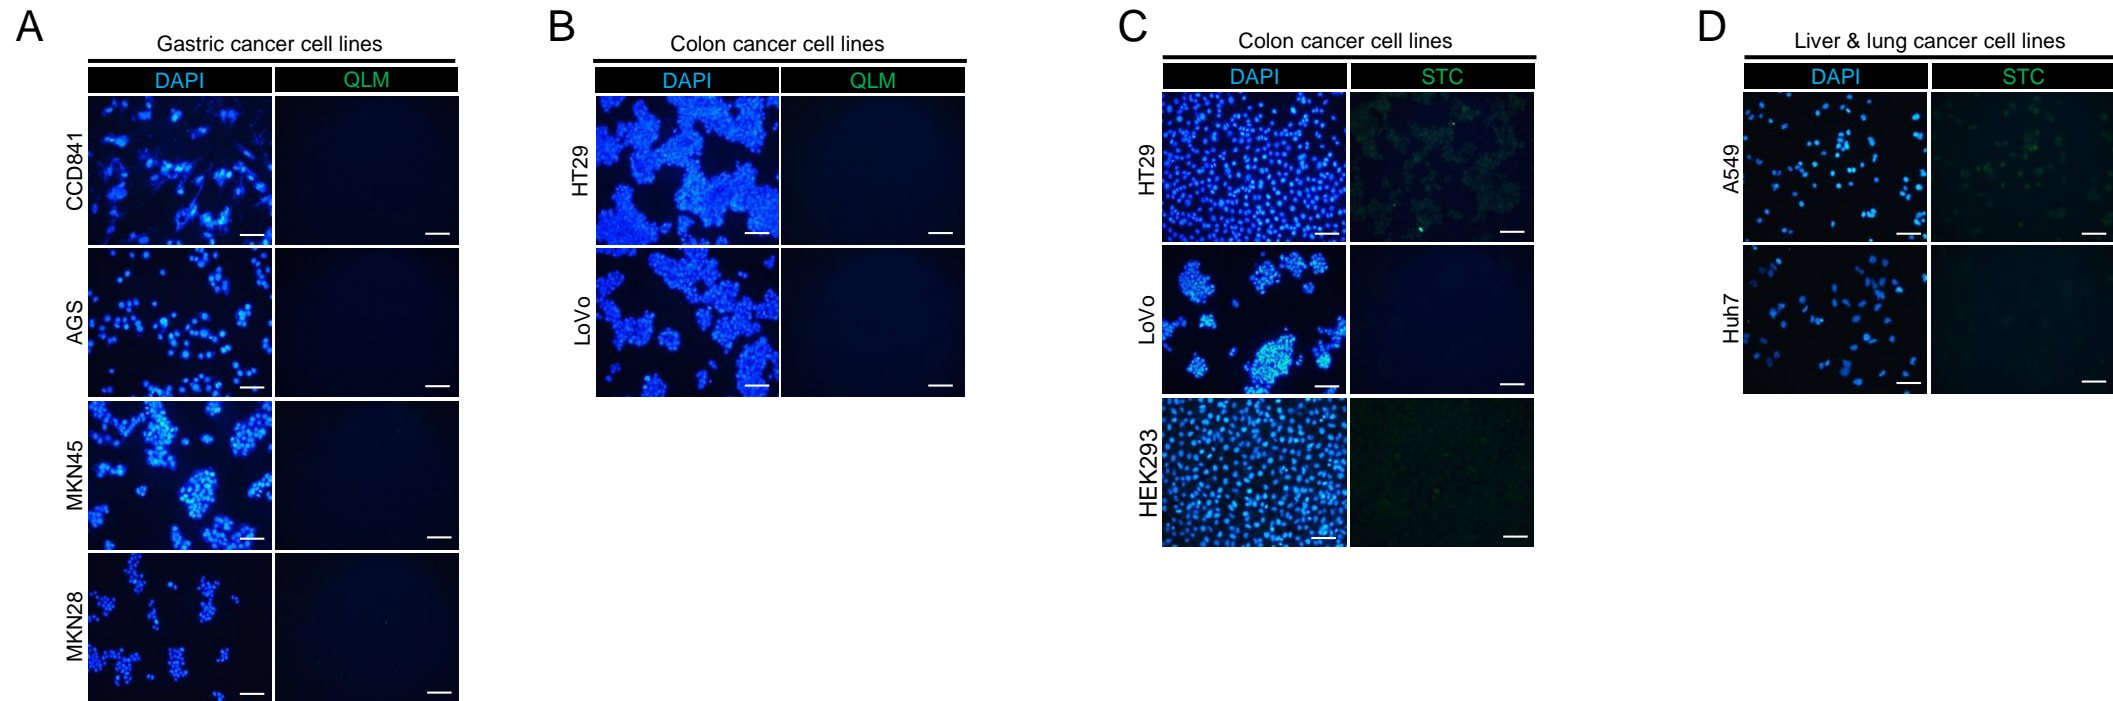 A
Gastric cancer cell lines
DAPI QLM
CCD841
AGS
MKN45
MKN28
B
Colon cancer cell lines
DAPI QLM
HT29
LoVo
C
Colon cancer cell lines
DAPI STC
HT29
LoVo
HEK293
D
Liver & lung cancer cell lines
DAPI STC
A549
Huh7